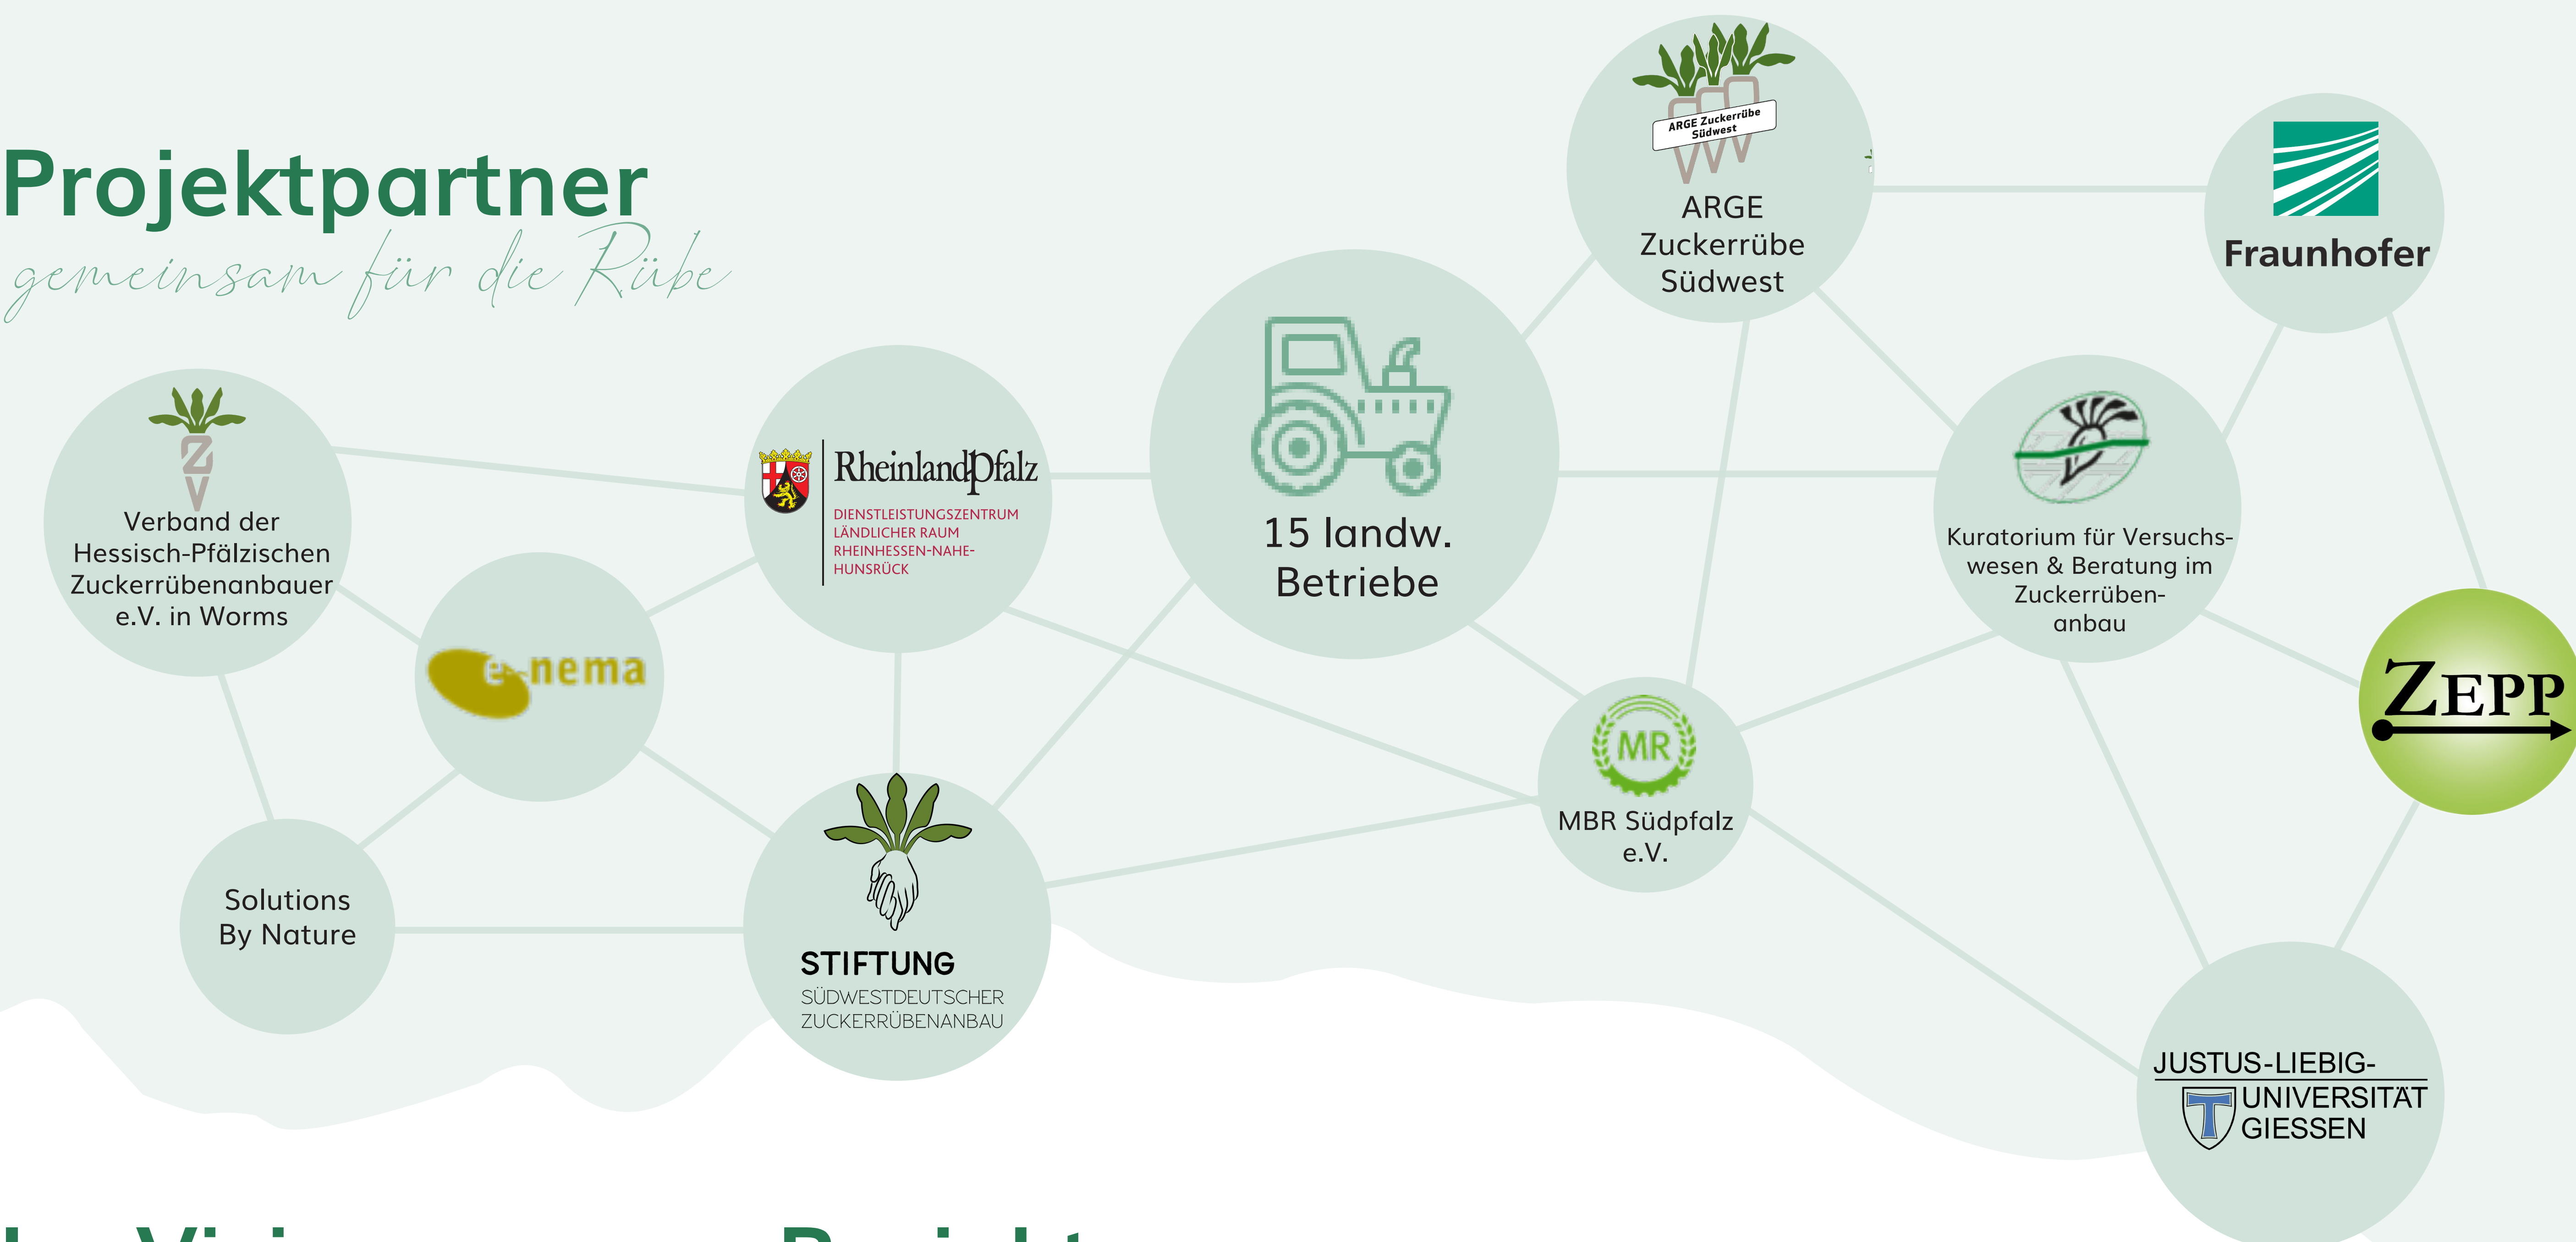 Projektpartner
gemeinsam für die Rübe
ARGE Zuckerrübe
Südwest
ARGE
Zuckerrübe
Südwest
Fraunhofer
Z
V
Verband der
Hessisch-Pfälzischen
Zuckerrübenanbauer
e.V. in Worms
RheinlandPfalz
DIENSTLEISTUNGSZENTRUM
LÄNDLICHER RAUM
RHEINHESSEN-NAHE-
HUNSRÜCK
15 landw.
Betriebe
Kuratorium für Versuchs-
wesen & Beratung im
Zuckerrüben-
anbau
e-nema
ZEPP
MR
MBR Südpfalz
e.V.
Solutions
By Nature
STIFTUNG
SÜDWESTDEUTSCHER
ZUCKERRÜBENANBAU
JUSTUS-LIEBIG-
UNIVERSITÄT
GIESSEN